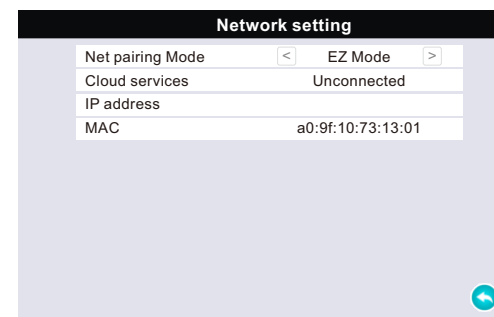 Network setting
Net pairing Mode < EZ Mode >
Cloud services Unconnected
IP address
MAC a0:9f:10:73:13:01